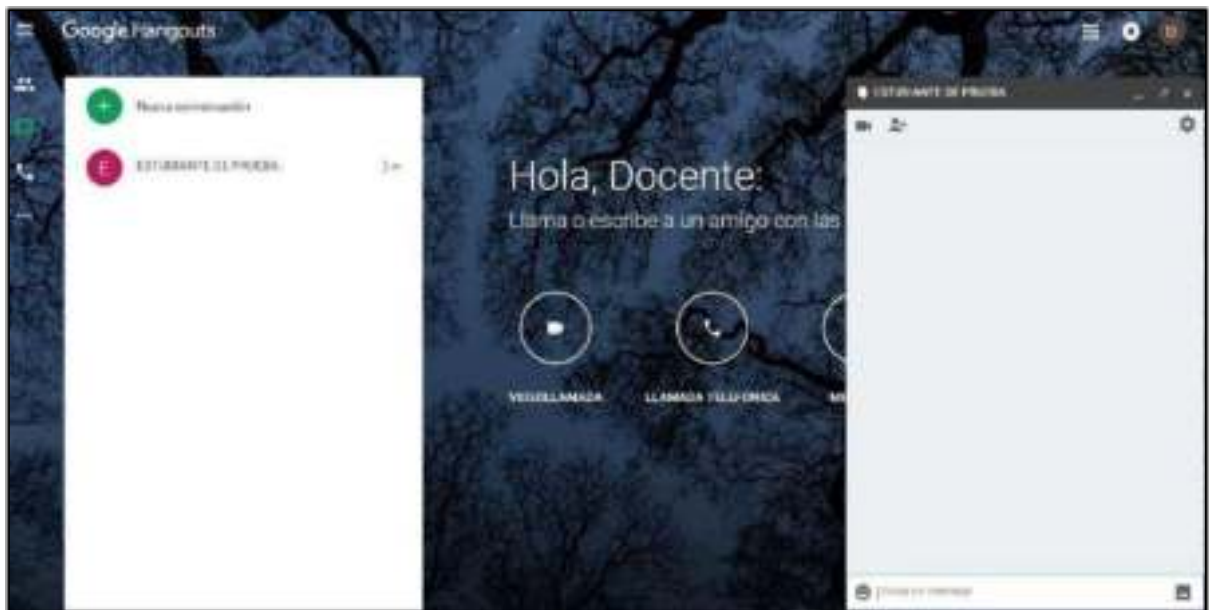 Google Hangouts
Nueva conversación
E
ESTUDIANTE DE PRUEBA
Hola, Docente:
Llama o escribe a un amigo con las
VIDEOLLAMADA
LLAMADA TELEFÓNICA
ESTUDIANTE DE PRUEBA